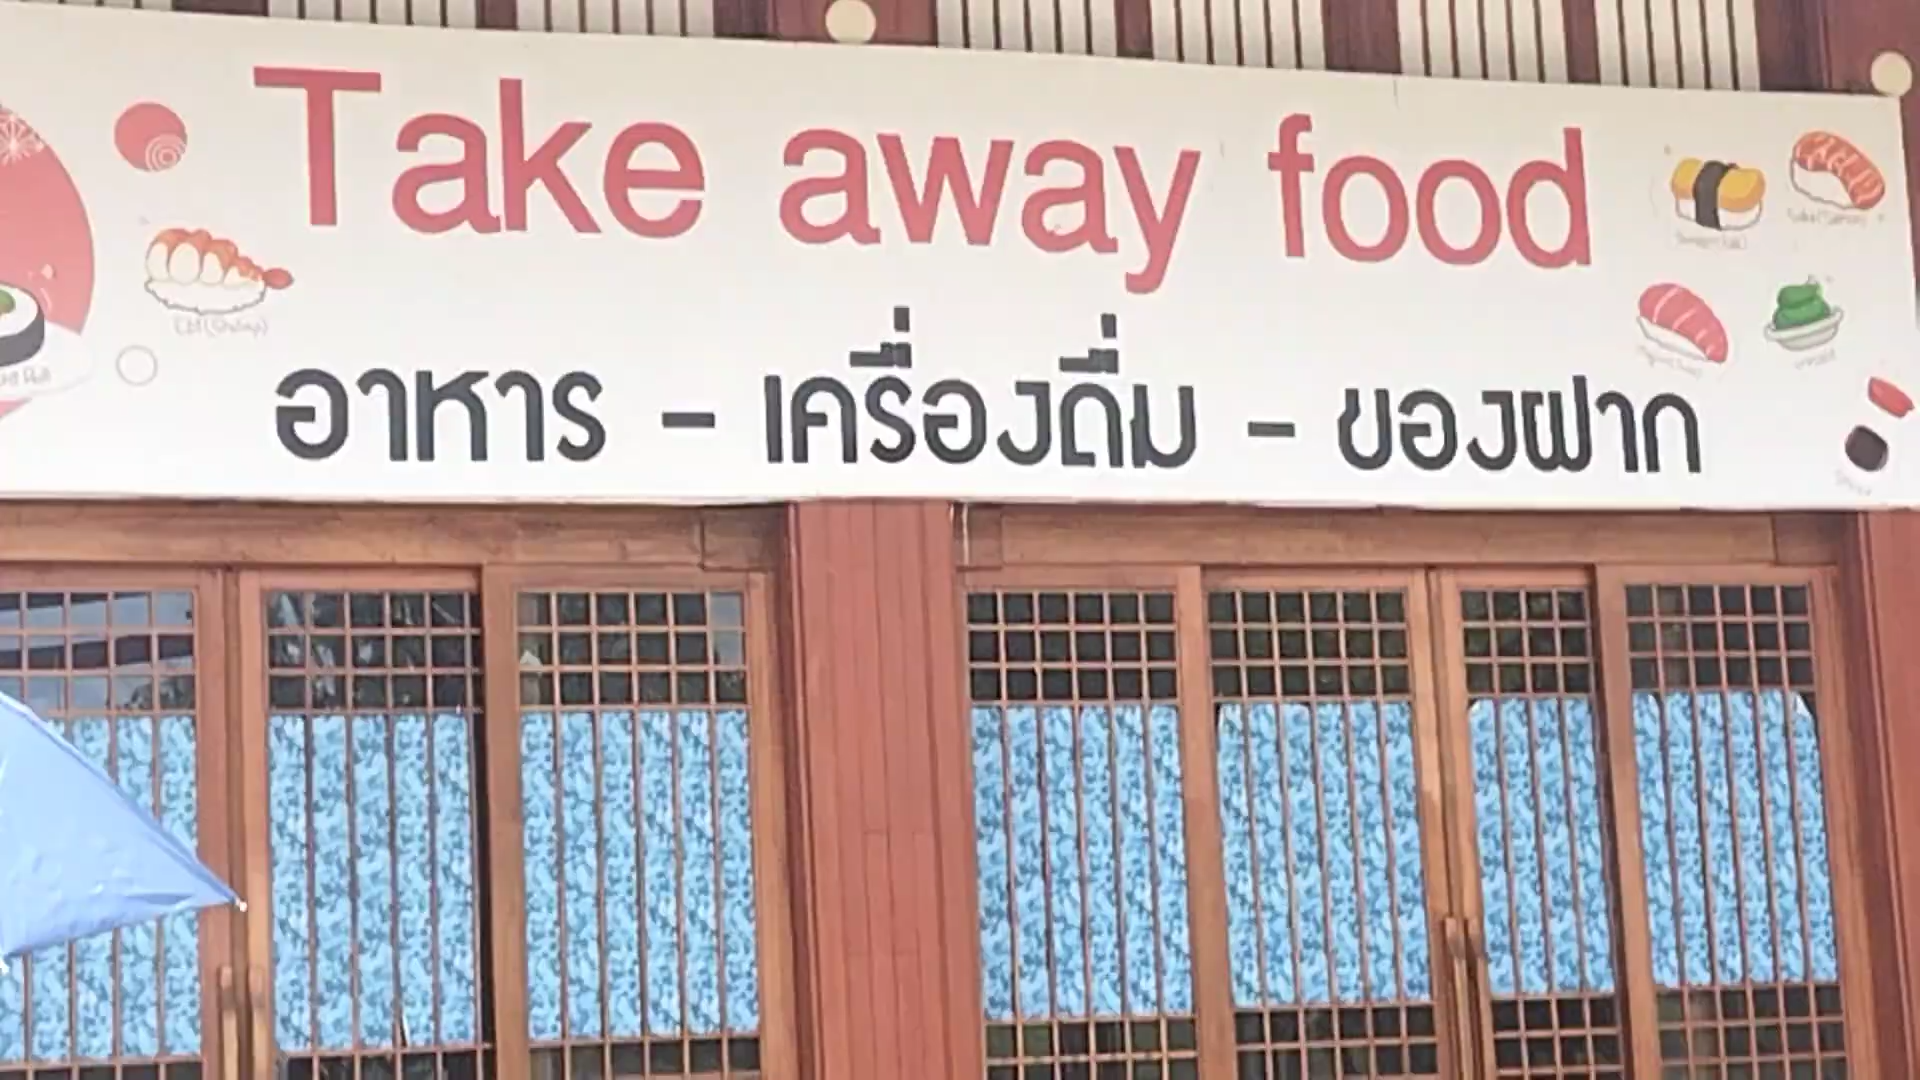 Take away food
อาหาร - เครื่องดื่ม - ของฝาก